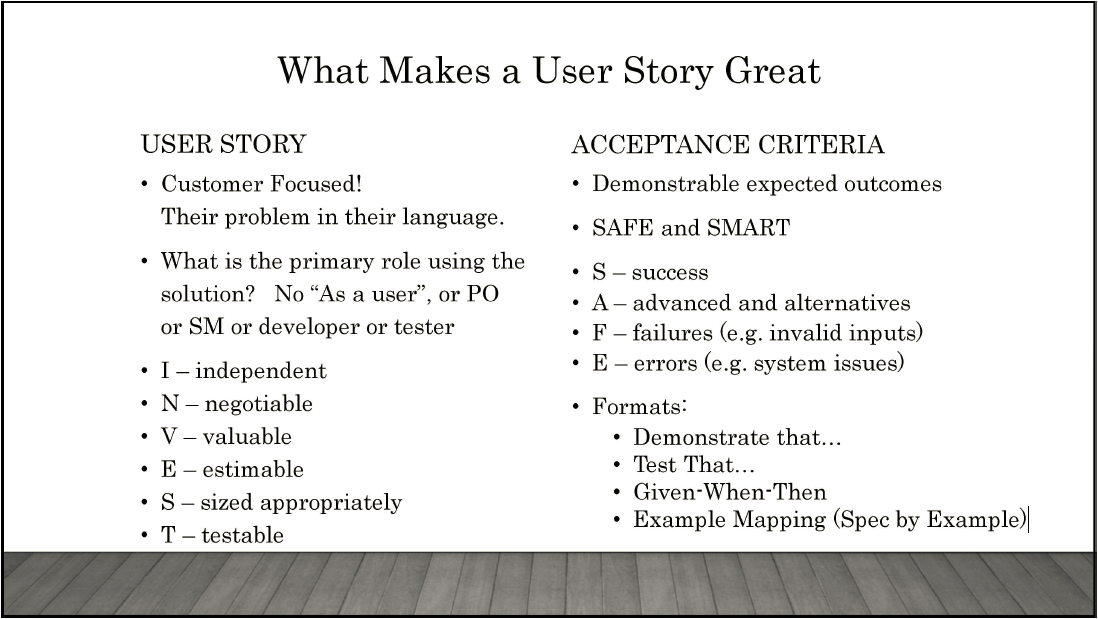 What Makes a User Story Great
USER STORY
• Customer Focused!
Their problem in their language.
• What is the primary role using the
solution?   No “As a user”, or PO
or SM or developer or tester
• I – independent
• N – negotiable
• V – valuable
• E – estimable
• S – sized appropriately
• T – testable
ACCEPTANCE CRITERIA
• Demonstrable expected outcomes
• SAFE and SMART
• S – success
• A – advanced and alternatives
• F – failures (e.g. invalid inputs)
• E – errors (e.g. system issues)
• Formats:
• Demonstrate that…
• Test That…
• Given-When-Then
• Example Mapping (Spec by Example)